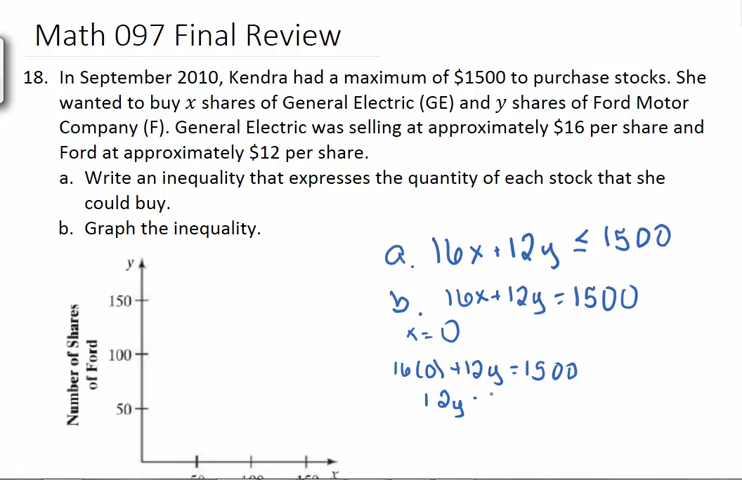 Math 097 Final Review
18. In September 2010, Kendra had a maximum of $1500 to purchase stocks. She
wanted to buy x shares of General Electric (GE) and y shares of Ford Motor
Company (F). General Electric was selling at approximately $16 per share and
Ford at approximately $12 per share.
a. Write an inequality that expresses the quantity of each stock that she
could buy.
b. Graph the inequality.
a. 16x + 12y ≤ 1500
b. 16x + 12y = 1500
x = 0
16(0) + 12y = 1500
12y
y
150
100
50
Number of Shares
of Ford
x